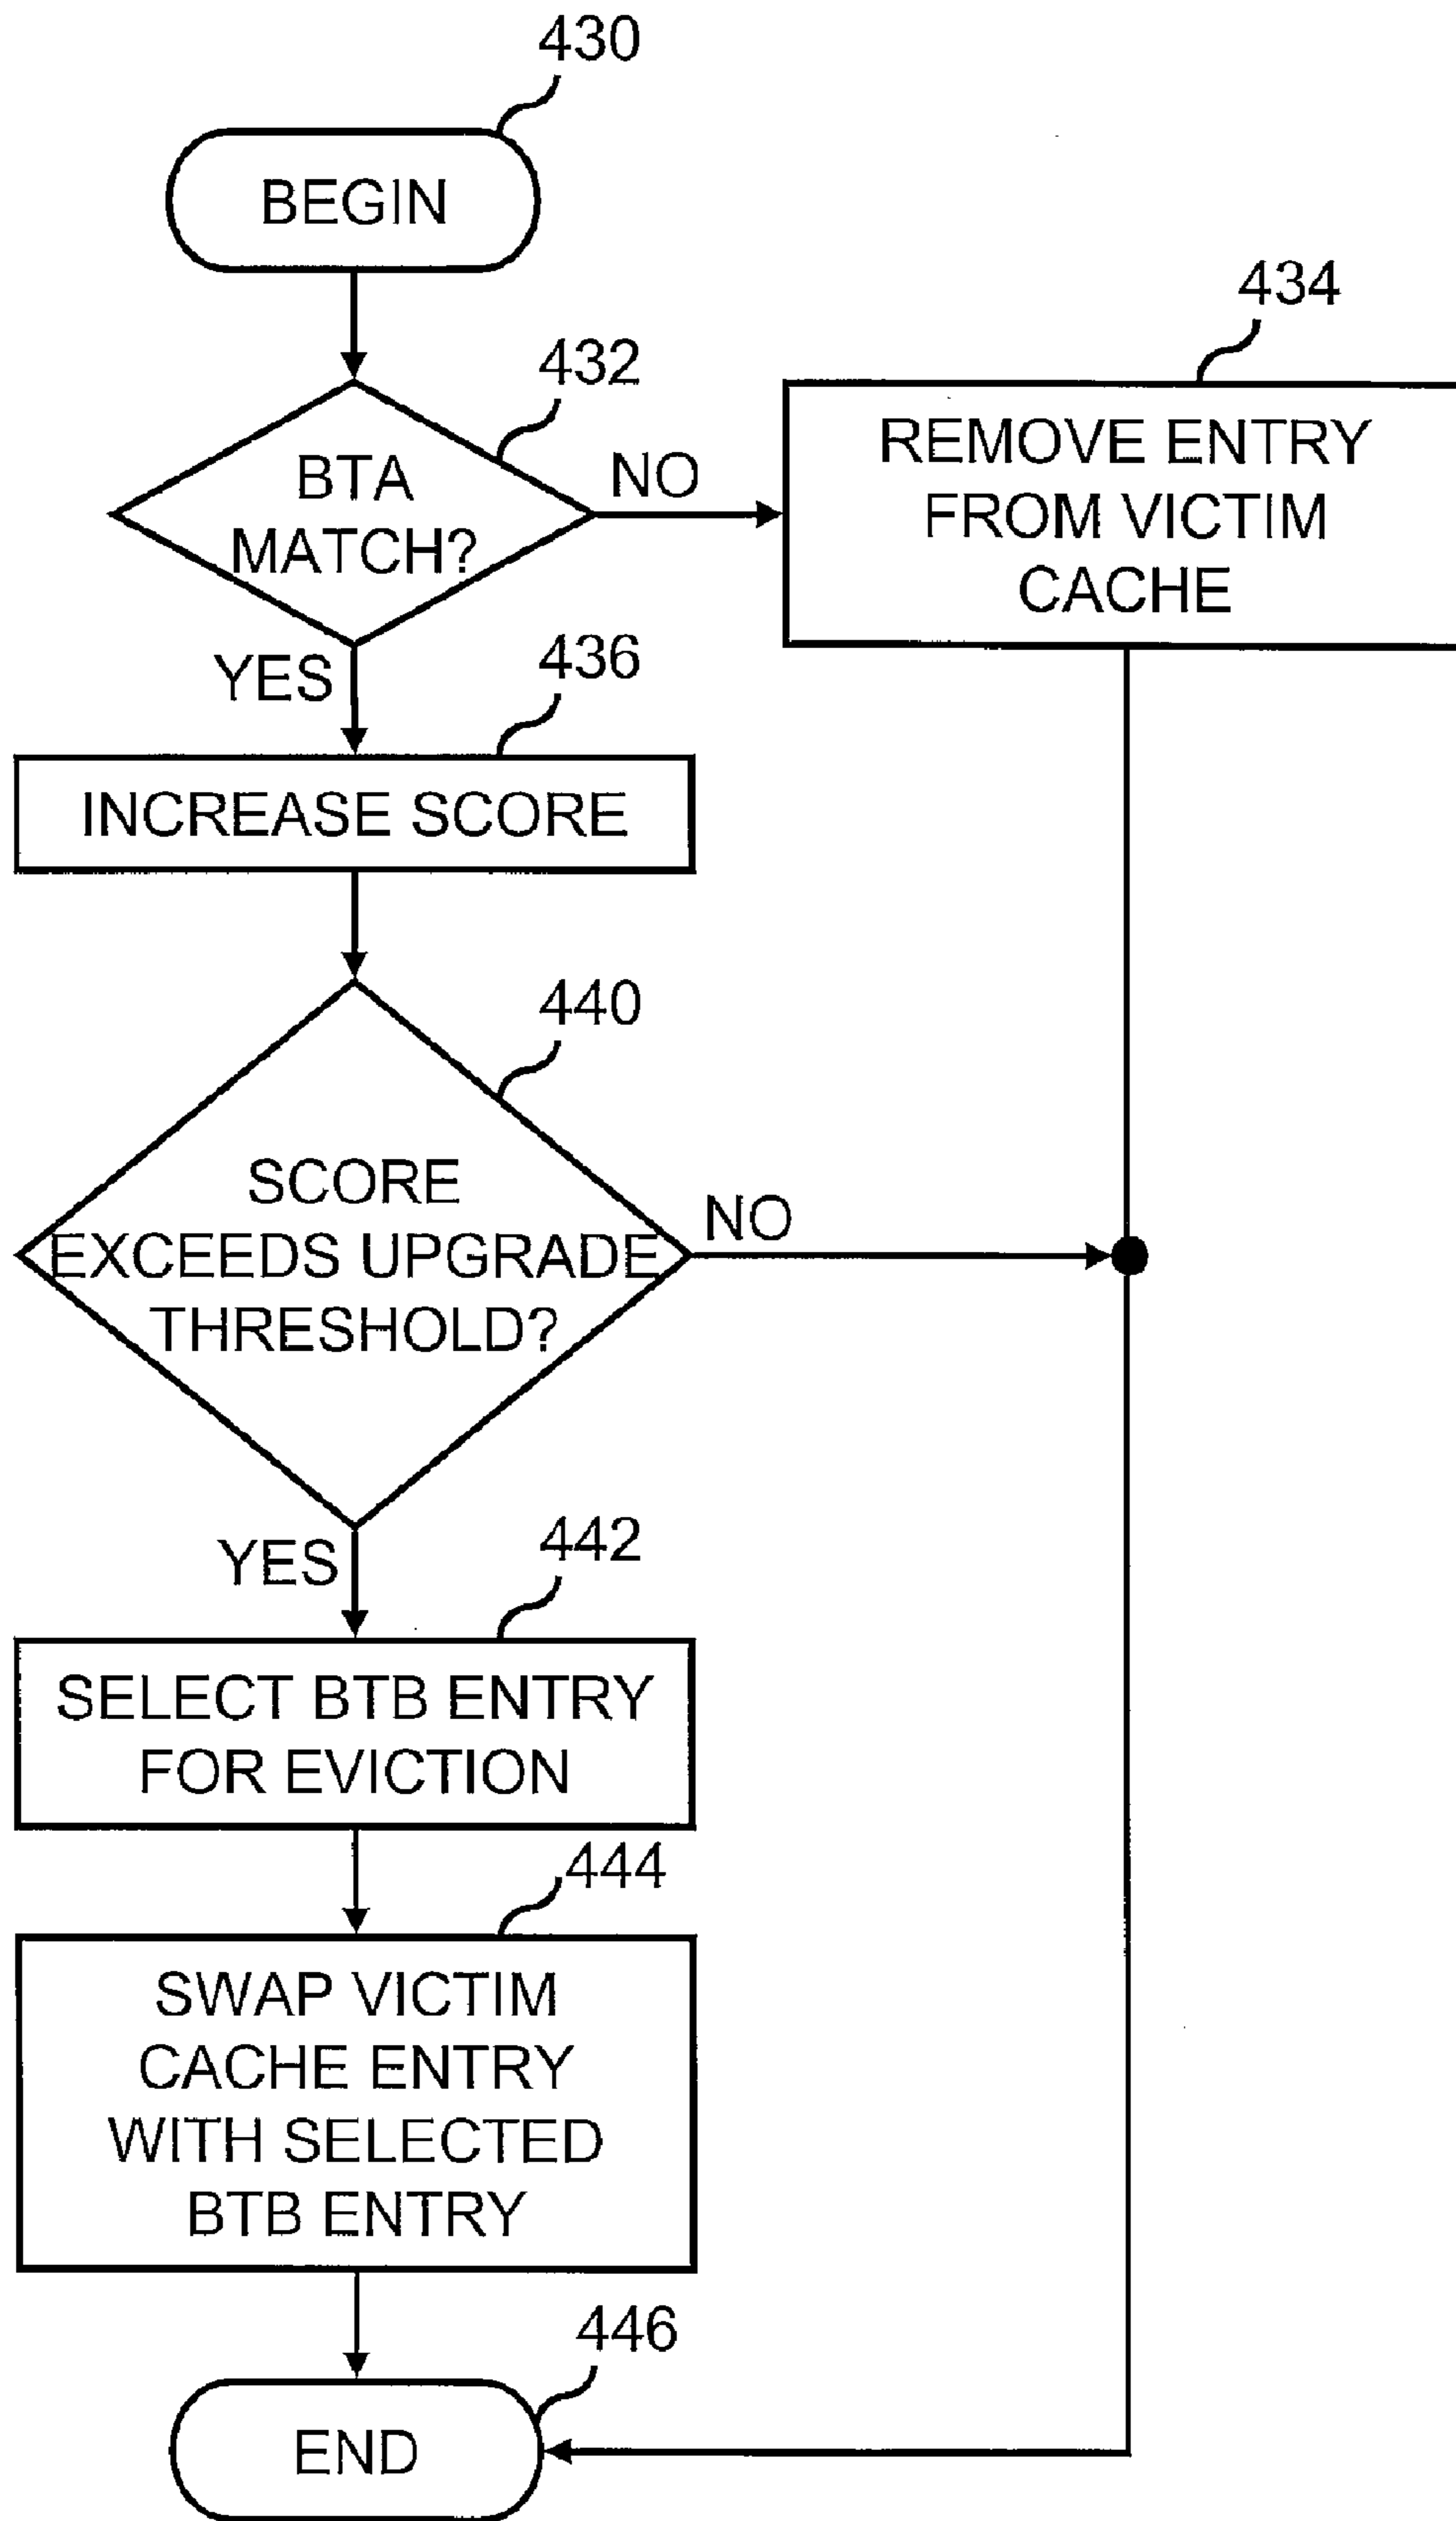 430
BEGIN
432
BTA
MATCH?
NO
434
REMOVE ENTRY
FROM VICTIM
CACHE
YES
436
INCREASE SCORE
440
SCORE
EXCEEDS UPGRADE
THRESHOLD?
NO
YES
442
SELECT BTB ENTRY
FOR EVICTION
444
SWAP VICTIM
CACHE ENTRY
WITH SELECTED
BTB ENTRY
446
END